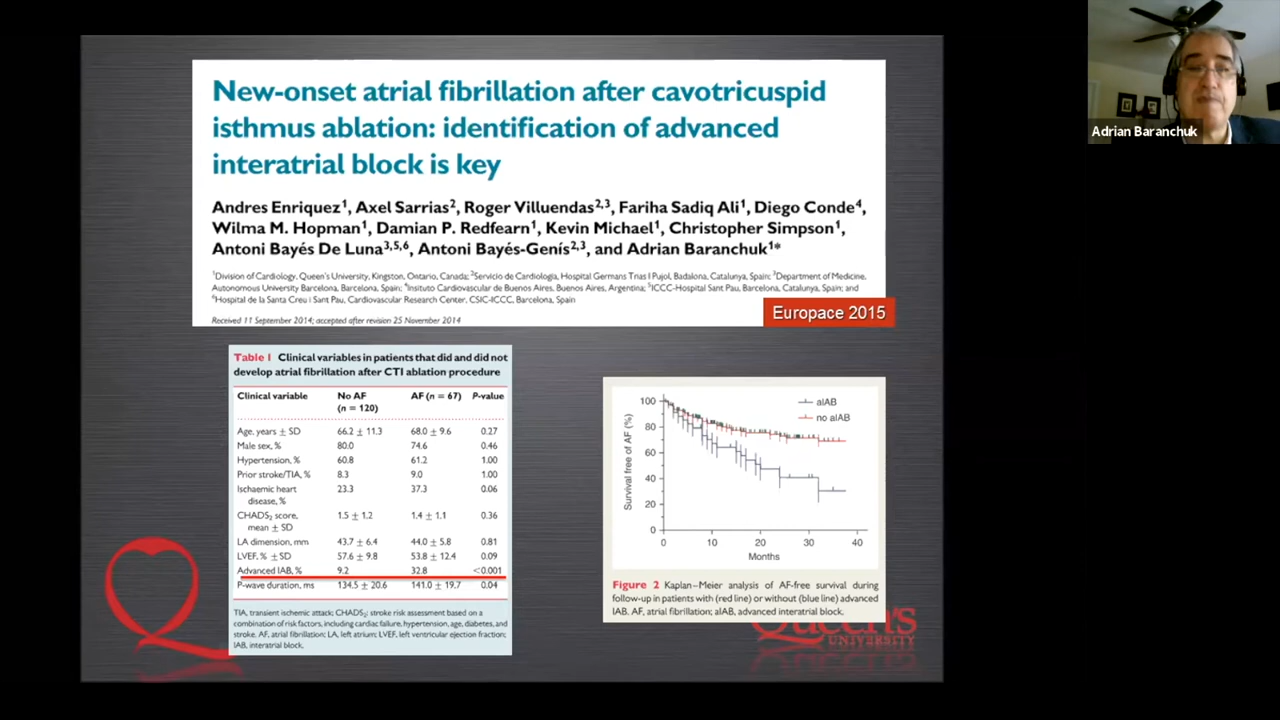 New-onset atrial fibrillation after cavotricuspid
isthmus ablation: identification of advanced
interatrial block is key
Andres Enriquez1, Axel Sarrias2, Roger Villuendas2,3, Fariha Sadiq Ali1, Diego Conde4,
Wilma M. Hopman1, Damian P. Redfearn1, Kevin Michael1, Christopher Simpson1,
Antoni Bayés De Luna3,5,6, Antoni Bayés-Genís2,3, and Adrian Baranchuk1*
1Division of Cardiology, Queen's University, Kingston, Ontario, Canada; 2Servicio de Cardiologia, Hospital Germans Trias I Pujol, Badalona, Catalunya, Spain; 3Department of Medicine,
Autonomous University Barcelona, Barcelona, Spain; 4Insituto Cardiovascular de Buenos Aires, Buenos Aires, Argentina; 5ICCC-Hospital Sant Pau, Barcelona, Catalunya, Spain; and
6Hospital de la Santa Creu i Sant Pau, Cardiovascular Research Center, CSIC-ICCC, Barcelona, Spain
Received 11 September 2014; accepted after revision 25 November 2014
Europace 2015
Table 1 Clinical variables in patients that did and did not
develop atrial fibrillation after CTI ablation procedure
Clinical variable No AF AF (n = 67) P-value
(n = 120)
Age, years ± SD 66.2 ± 11.3 68.0 ± 9.6 0.27
Male sex, % 80.0 74.6 0.46
Hypertension, % 60.8 61.2 1.00
Prior stroke/TIA, % 8.3 9.0 1.00
Ischaemic heart 23.3 37.3 0.06
disease, %
CHADS2 score, 1.5 ± 1.2 1.4 ± 1.1 0.36
mean ± SD
LA dimension, mm 43.7 ± 6.4 44.0 ± 5.8 0.81
LVEF, % ±SD 57.6 ± 9.8 53.8 ± 12.4 0.09
Advanced IAB, % 9.2 32.8 <0.001
P-wave duration, ms 134.5 ± 20.6 141.0 ± 19.7 0.04
TIA, transient ischemic attack; CHADS2: stroke risk assessment based on a
combination of risk factors, including cardiac failure, hypertension, age, diabetes, and
stroke. AF, atrial fibrillation; LA, left atrium; LVEF, left ventricular ejection fraction;
IAB, interatrial block.
Survival free of AF (%)
100
80
60
40
20
0
0 10 20 30 40
Months
aIAB
no aIAB
Figure 2 Kaplan–Meier analysis of AF-free survival during
follow-up in patients with (red line) or without (blue line) advanced
IAB. AF, atrial fibrillation; aIAB, advanced interatrial block.
Queen's
UNIVERSITY
Adrian Baranchuk